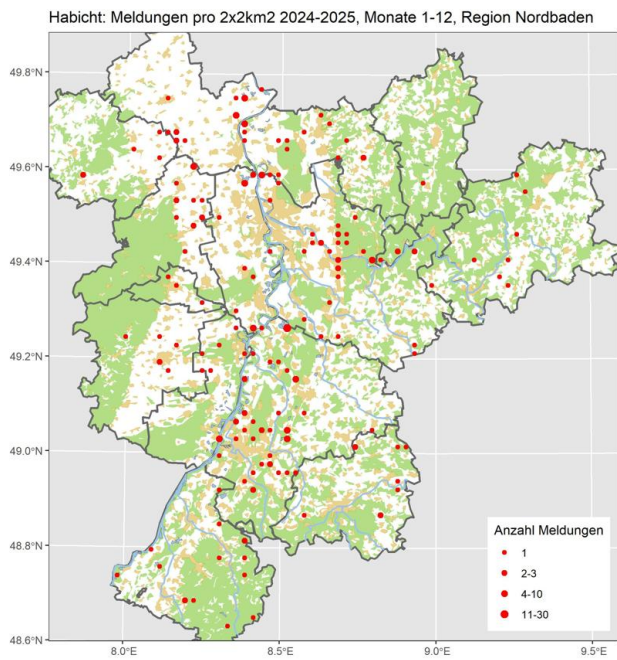 Habicht: Meldungen pro 2x2km2 2024-2025, Monate 1-12, Region Nordbaden
49.8°N
49.6°N
49.4°N
49.2°N
49.0°N
48.8°N
48.6°N
8.0°E
8.5°E
9.0°E
9.5°E
Anzahl Meldungen
1
2-3
4-10
11-30